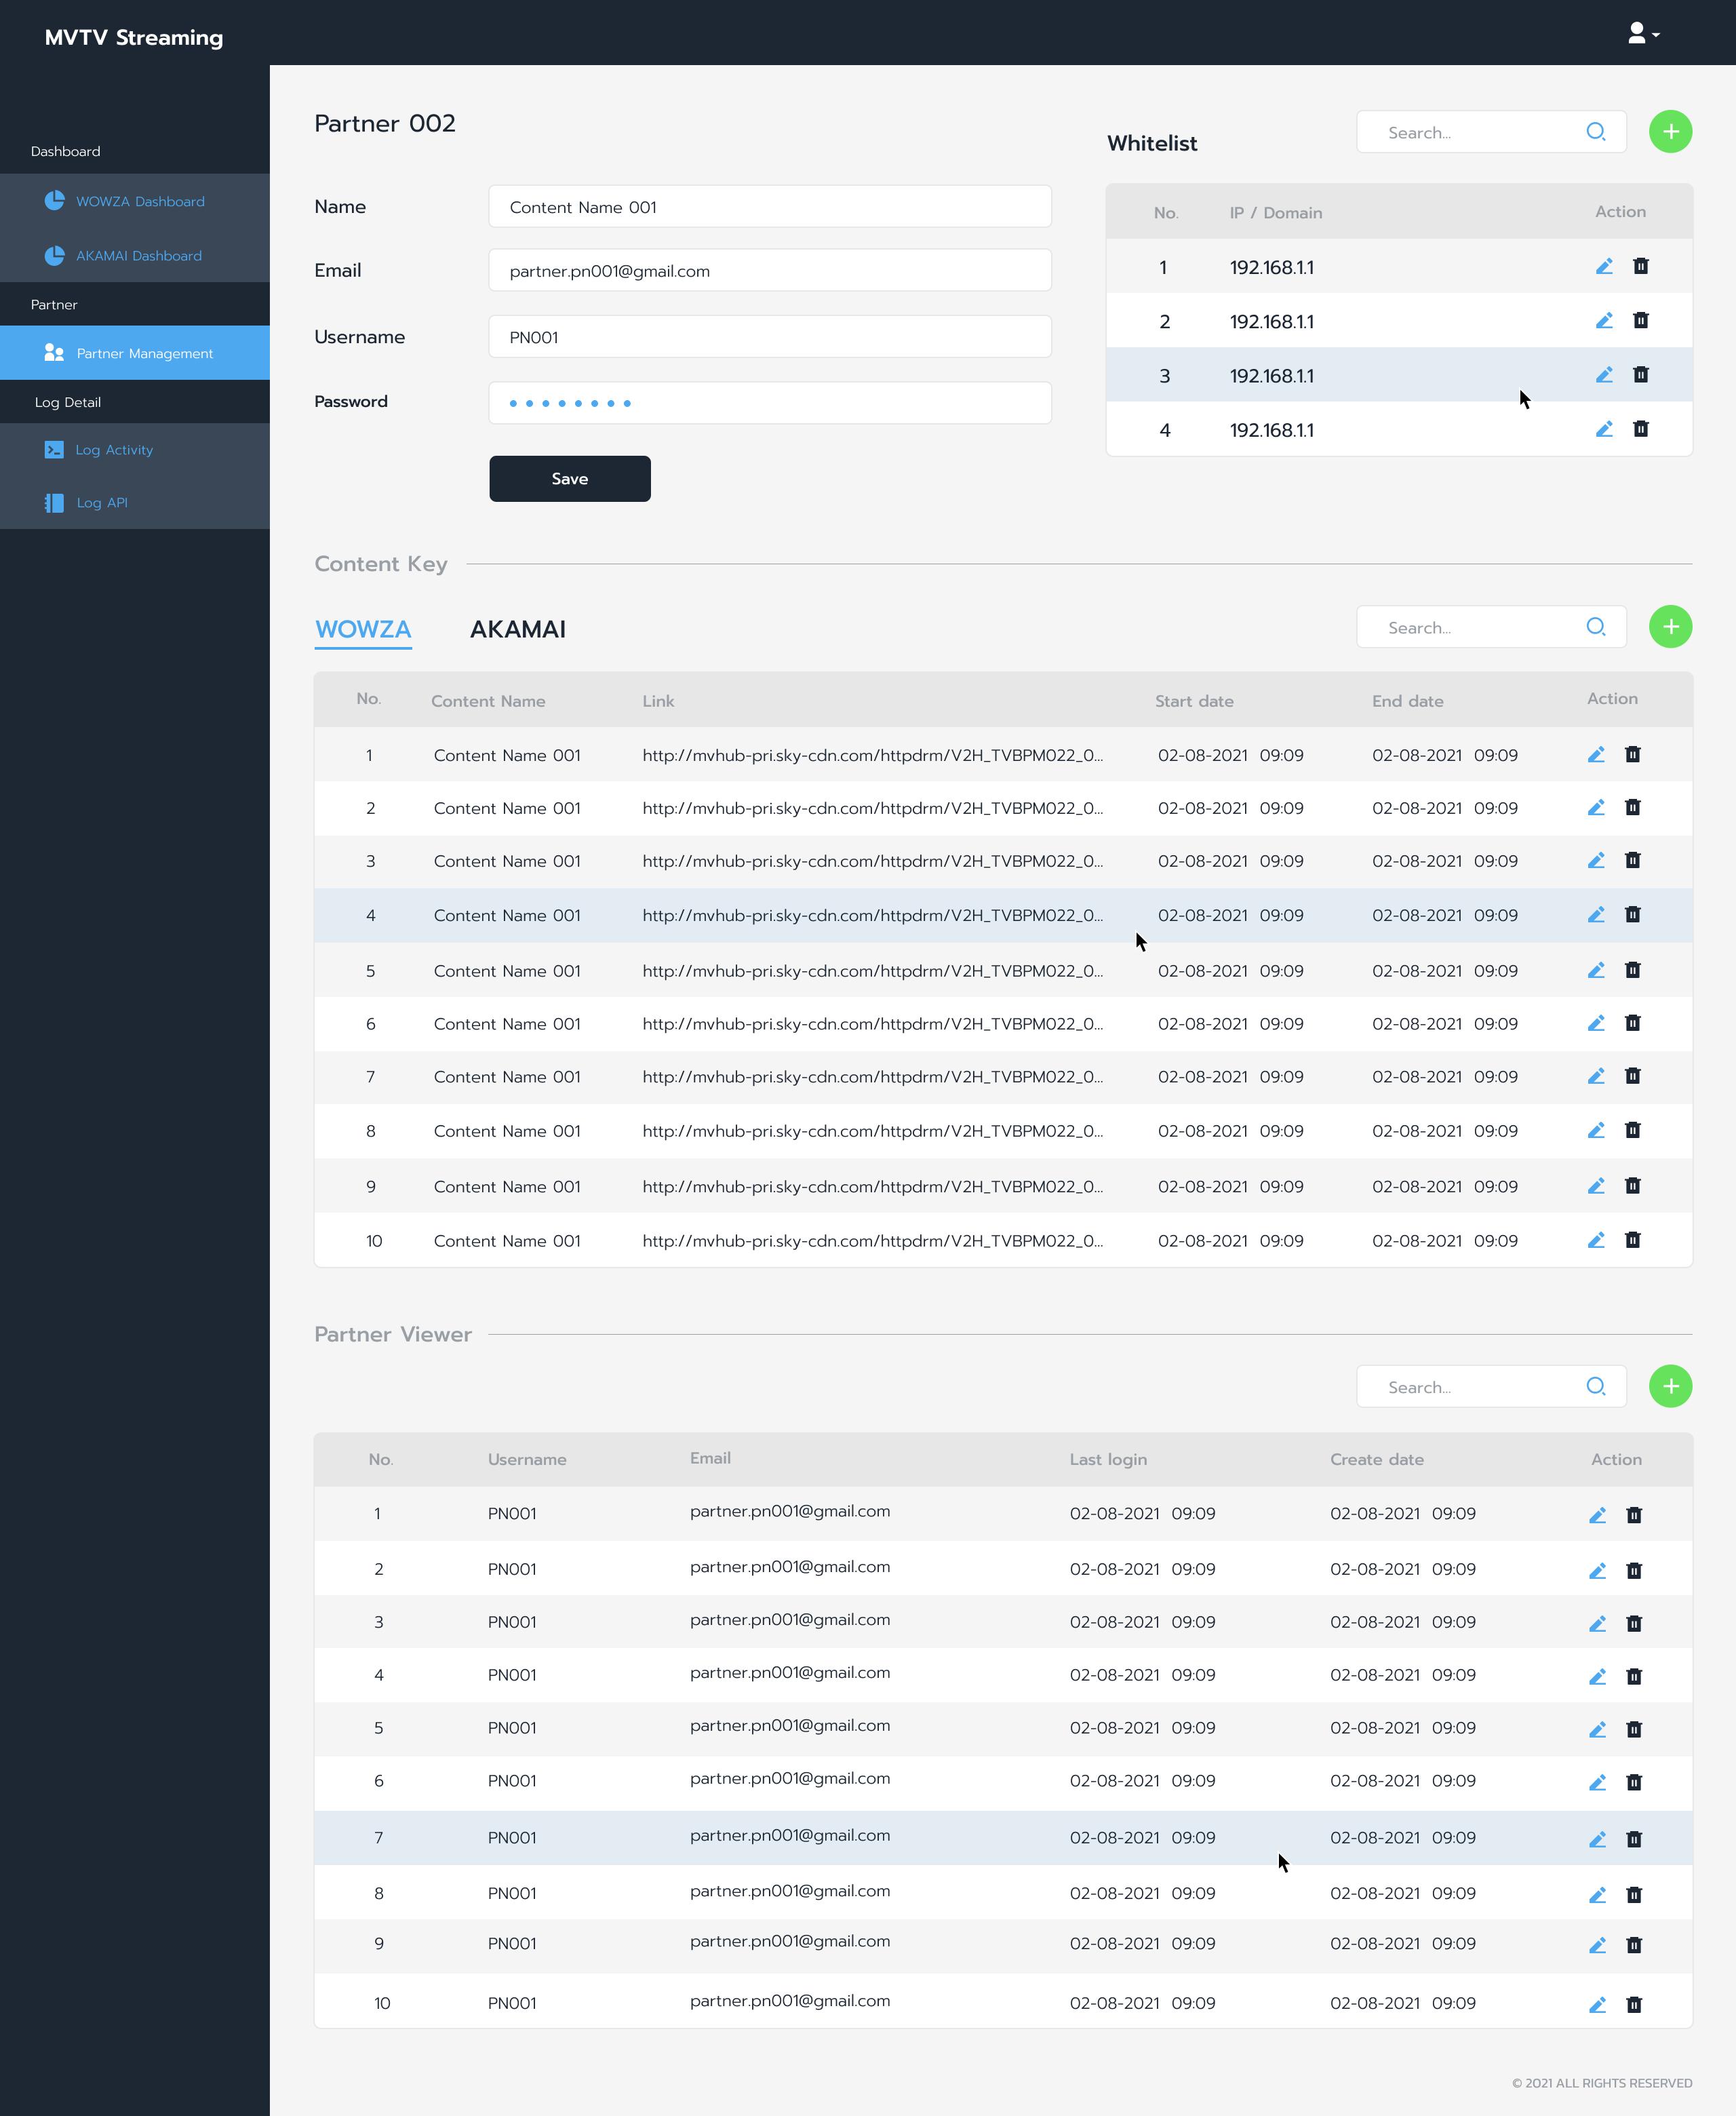 MVTV Streaming
Dashboard
WOWZA Dashboard
AKAMAI Dashboard
Partner
Partner Management
Log Detail
Log Activity
Log API
Partner 002
Name
Content Name 001
Email
partner.pn001@gmail.com
Username
PN001
Password
Save
Whitelist
Search...
No. IP / Domain Action
1 192.168.1.1
2 192.168.1.1
3 192.168.1.1
4 192.168.1.1
Content Key
WOWZA AKAMAI
Search...
No. Content Name Link Start date End date Action
1 Content Name 001 http://mvhub-pri.sky-cdn.com/httpdrm/V2H_TVBPM022_0... 02-08-2021 09:09 02-08-2021 09:09
2 Content Name 001 http://mvhub-pri.sky-cdn.com/httpdrm/V2H_TVBPM022_0... 02-08-2021 09:09 02-08-2021 09:09
3 Content Name 001 http://mvhub-pri.sky-cdn.com/httpdrm/V2H_TVBPM022_0... 02-08-2021 09:09 02-08-2021 09:09
4 Content Name 001 http://mvhub-pri.sky-cdn.com/httpdrm/V2H_TVBPM022_0... 02-08-2021 09:09 02-08-2021 09:09
5 Content Name 001 http://mvhub-pri.sky-cdn.com/httpdrm/V2H_TVBPM022_0... 02-08-2021 09:09 02-08-2021 09:09
6 Content Name 001 http://mvhub-pri.sky-cdn.com/httpdrm/V2H_TVBPM022_0... 02-08-2021 09:09 02-08-2021 09:09
7 Content Name 001 http://mvhub-pri.sky-cdn.com/httpdrm/V2H_TVBPM022_0... 02-08-2021 09:09 02-08-2021 09:09
8 Content Name 001 http://mvhub-pri.sky-cdn.com/httpdrm/V2H_TVBPM022_0... 02-08-2021 09:09 02-08-2021 09:09
9 Content Name 001 http://mvhub-pri.sky-cdn.com/httpdrm/V2H_TVBPM022_0... 02-08-2021 09:09 02-08-2021 09:09
10 Content Name 001 http://mvhub-pri.sky-cdn.com/httpdrm/V2H_TVBPM022_0... 02-08-2021 09:09 02-08-2021 09:09
Partner Viewer
Search...
No. Username Email Last login Create date Action
1 PN001 partner.pn001@gmail.com 02-08-2021 09:09 02-08-2021 09:09
2 PN001 partner.pn001@gmail.com 02-08-2021 09:09 02-08-2021 09:09
3 PN001 partner.pn001@gmail.com 02-08-2021 09:09 02-08-2021 09:09
4 PN001 partner.pn001@gmail.com 02-08-2021 09:09 02-08-2021 09:09
5 PN001 partner.pn001@gmail.com 02-08-2021 09:09 02-08-2021 09:09
6 PN001 partner.pn001@gmail.com 02-08-2021 09:09 02-08-2021 09:09
7 PN001 partner.pn001@gmail.com 02-08-2021 09:09 02-08-2021 09:09
8 PN001 partner.pn001@gmail.com 02-08-2021 09:09 02-08-2021 09:09
9 PN001 partner.pn001@gmail.com 02-08-2021 09:09 02-08-2021 09:09
10 PN001 partner.pn001@gmail.com 02-08-2021 09:09 02-08-2021 09:09
© 2021 ALL RIGHTS RESERVED